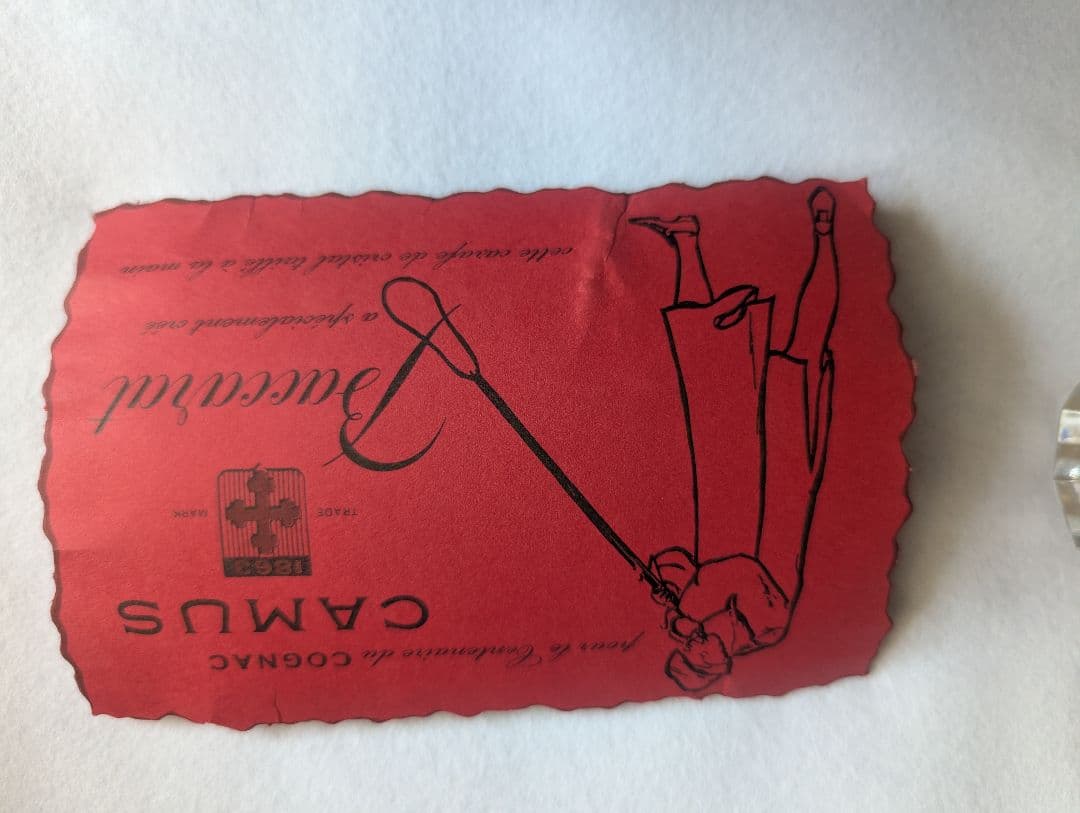 pour le Centenaire du COGNAC
CAMUS
1863
TRADE MARK
Baccarat
a spécialement créé
cette carafe de cristal taillé à la main